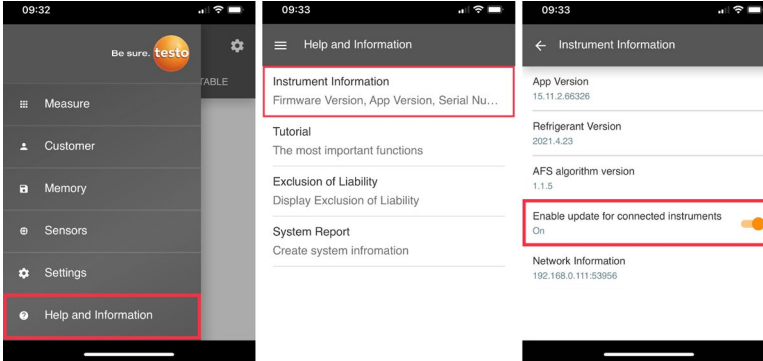 09:32
Be sure. testo
TABLE
Measure
Customer
Memory
Sensors
Settings
Help and Information
09:33
Help and Information
Instrument Information
Firmware Version, App Version, Serial Nu...
Tutorial
The most important functions
Exclusion of Liability
Display Exclusion of Liability
System Report
Create system infromation
09:33
Instrument Information
App Version
15.11.2.66326
Refrigerant Version
2021.4.23
AFS algorithm version
1.1.5
Enable update for connected instruments
On
Network Information
192.168.0.111:53956